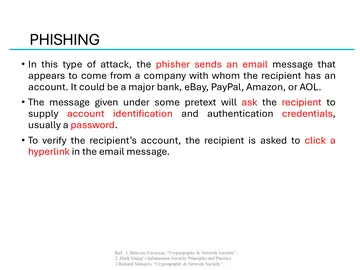 PHISHING
• In this type of attack, the phisher sends an email message that
appears to come from a company with whom the recipient has an
account. It could be a major bank, eBay, PayPal, Amazon, or AOL.
• The message given under some pretext will ask the recipient to
supply account identification and authentication credentials,
usually a password.
• To verify the recipient's account, the recipient is asked to click a
hyperlink in the email message.
Ref: 1. Behrouz Forouzan, "Cryptography & Network Security",
2. Mark Stamp's Information Security Principles and Practice
3 Bernard Menezes, "Cryptography & Network Security"